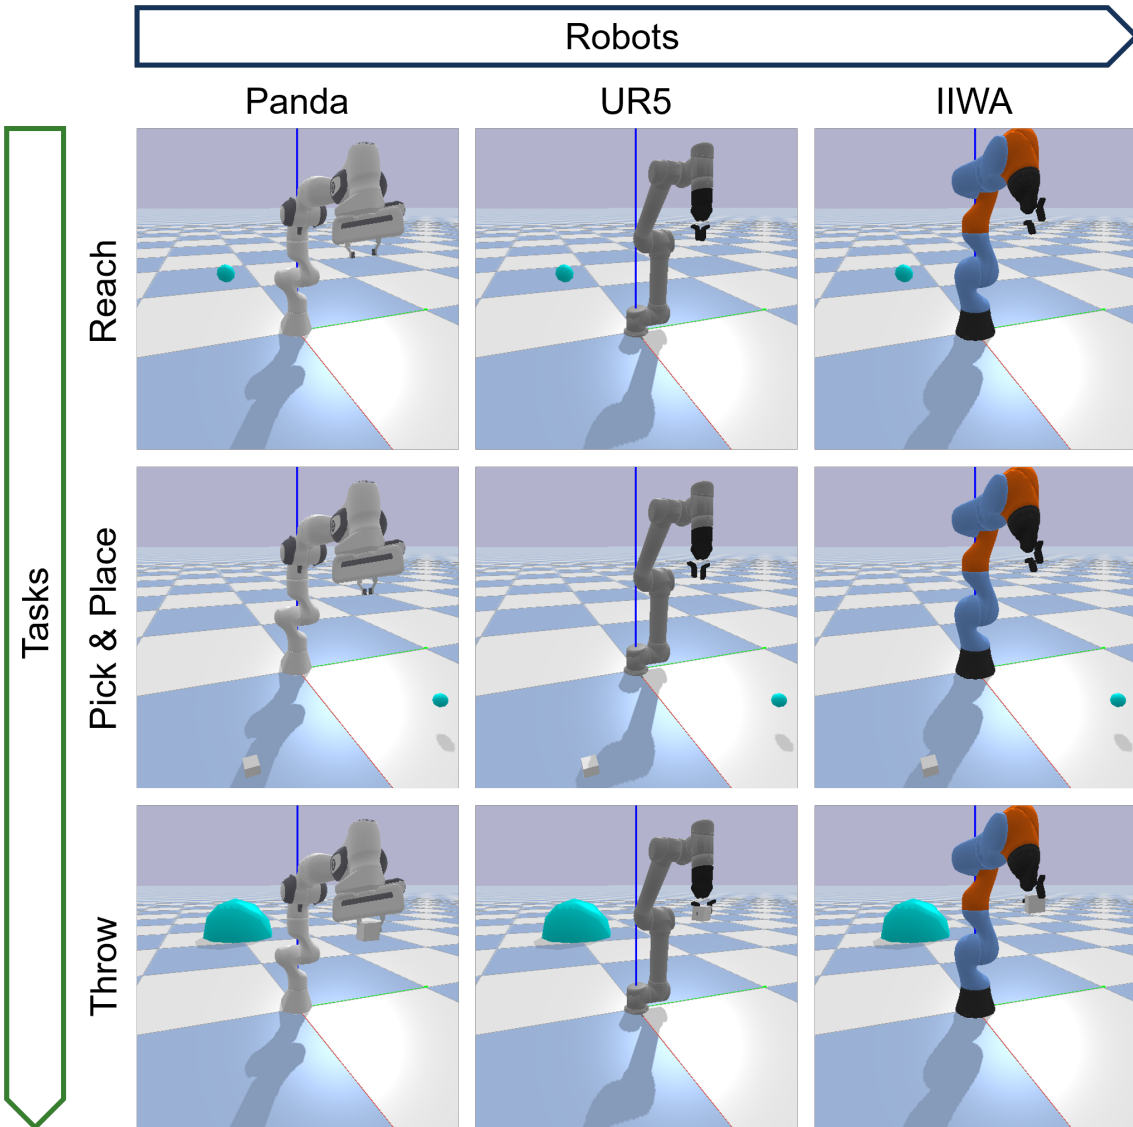 Robots
Panda
UR5
IIWA
Tasks
Reach
Pick & Place
Throw